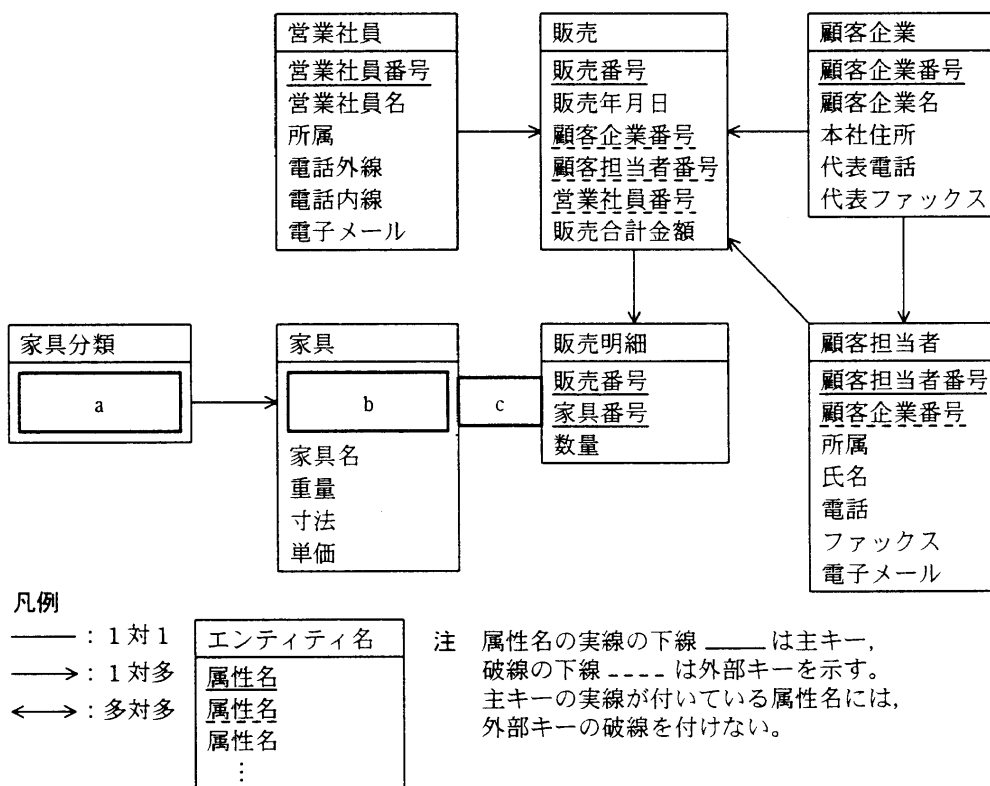 営業社員
営業社員番号
営業社員名
所属
電話外線
電話内線
電子メール
販売
販売番号
販売年月日
顧客企業番号
顧客担当者番号
営業社員番号
販売合計金額
顧客企業
顧客企業番号
顧客企業名
本社住所
代表電話
代表ファックス
家具分類
a
家具
b
家具名
重量
寸法
単価
c
販売明細
販売番号
家具番号
数量
顧客担当者
顧客担当者番号
顧客企業番号
所属
氏名
電話
ファックス
電子メール
凡例
：1対1
：1対多
：多対多
エンティティ名
属性名
属性名
属性名
⋮
注 属性名の実線の下線 ____ は主キー，
破線の下線 ---- は外部キーを示す。
主キーの実線が付いている属性名には，
外部キーの破線を付けない。